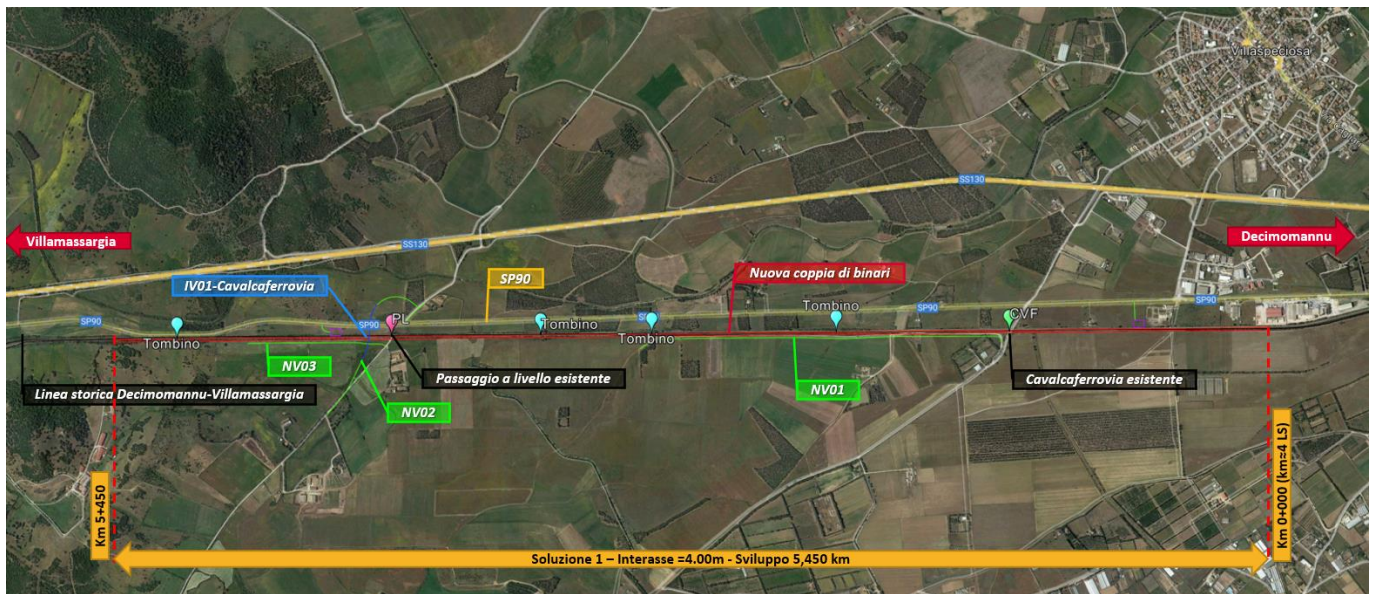 Villaspeciosa
SS130
Villamassargia
Decimomannu
SS130
IV01-Cavalcaferrovia
SP90
Nuova coppia di binari
SP90
SP90
PL
SP90
Tombino
SP90
Tombino
SP90
CVF
Tombino
Tombino
NV03
Passaggio a livello esistente
NV01
Cavalcaferrovia esistente
Linea storica Decimomannu-Villamassargia
NV02
Km 5+450
Km 0+000 (km≈4 LS)
Soluzione 1 – Interasse =4.00m - Sviluppo 5,450 km